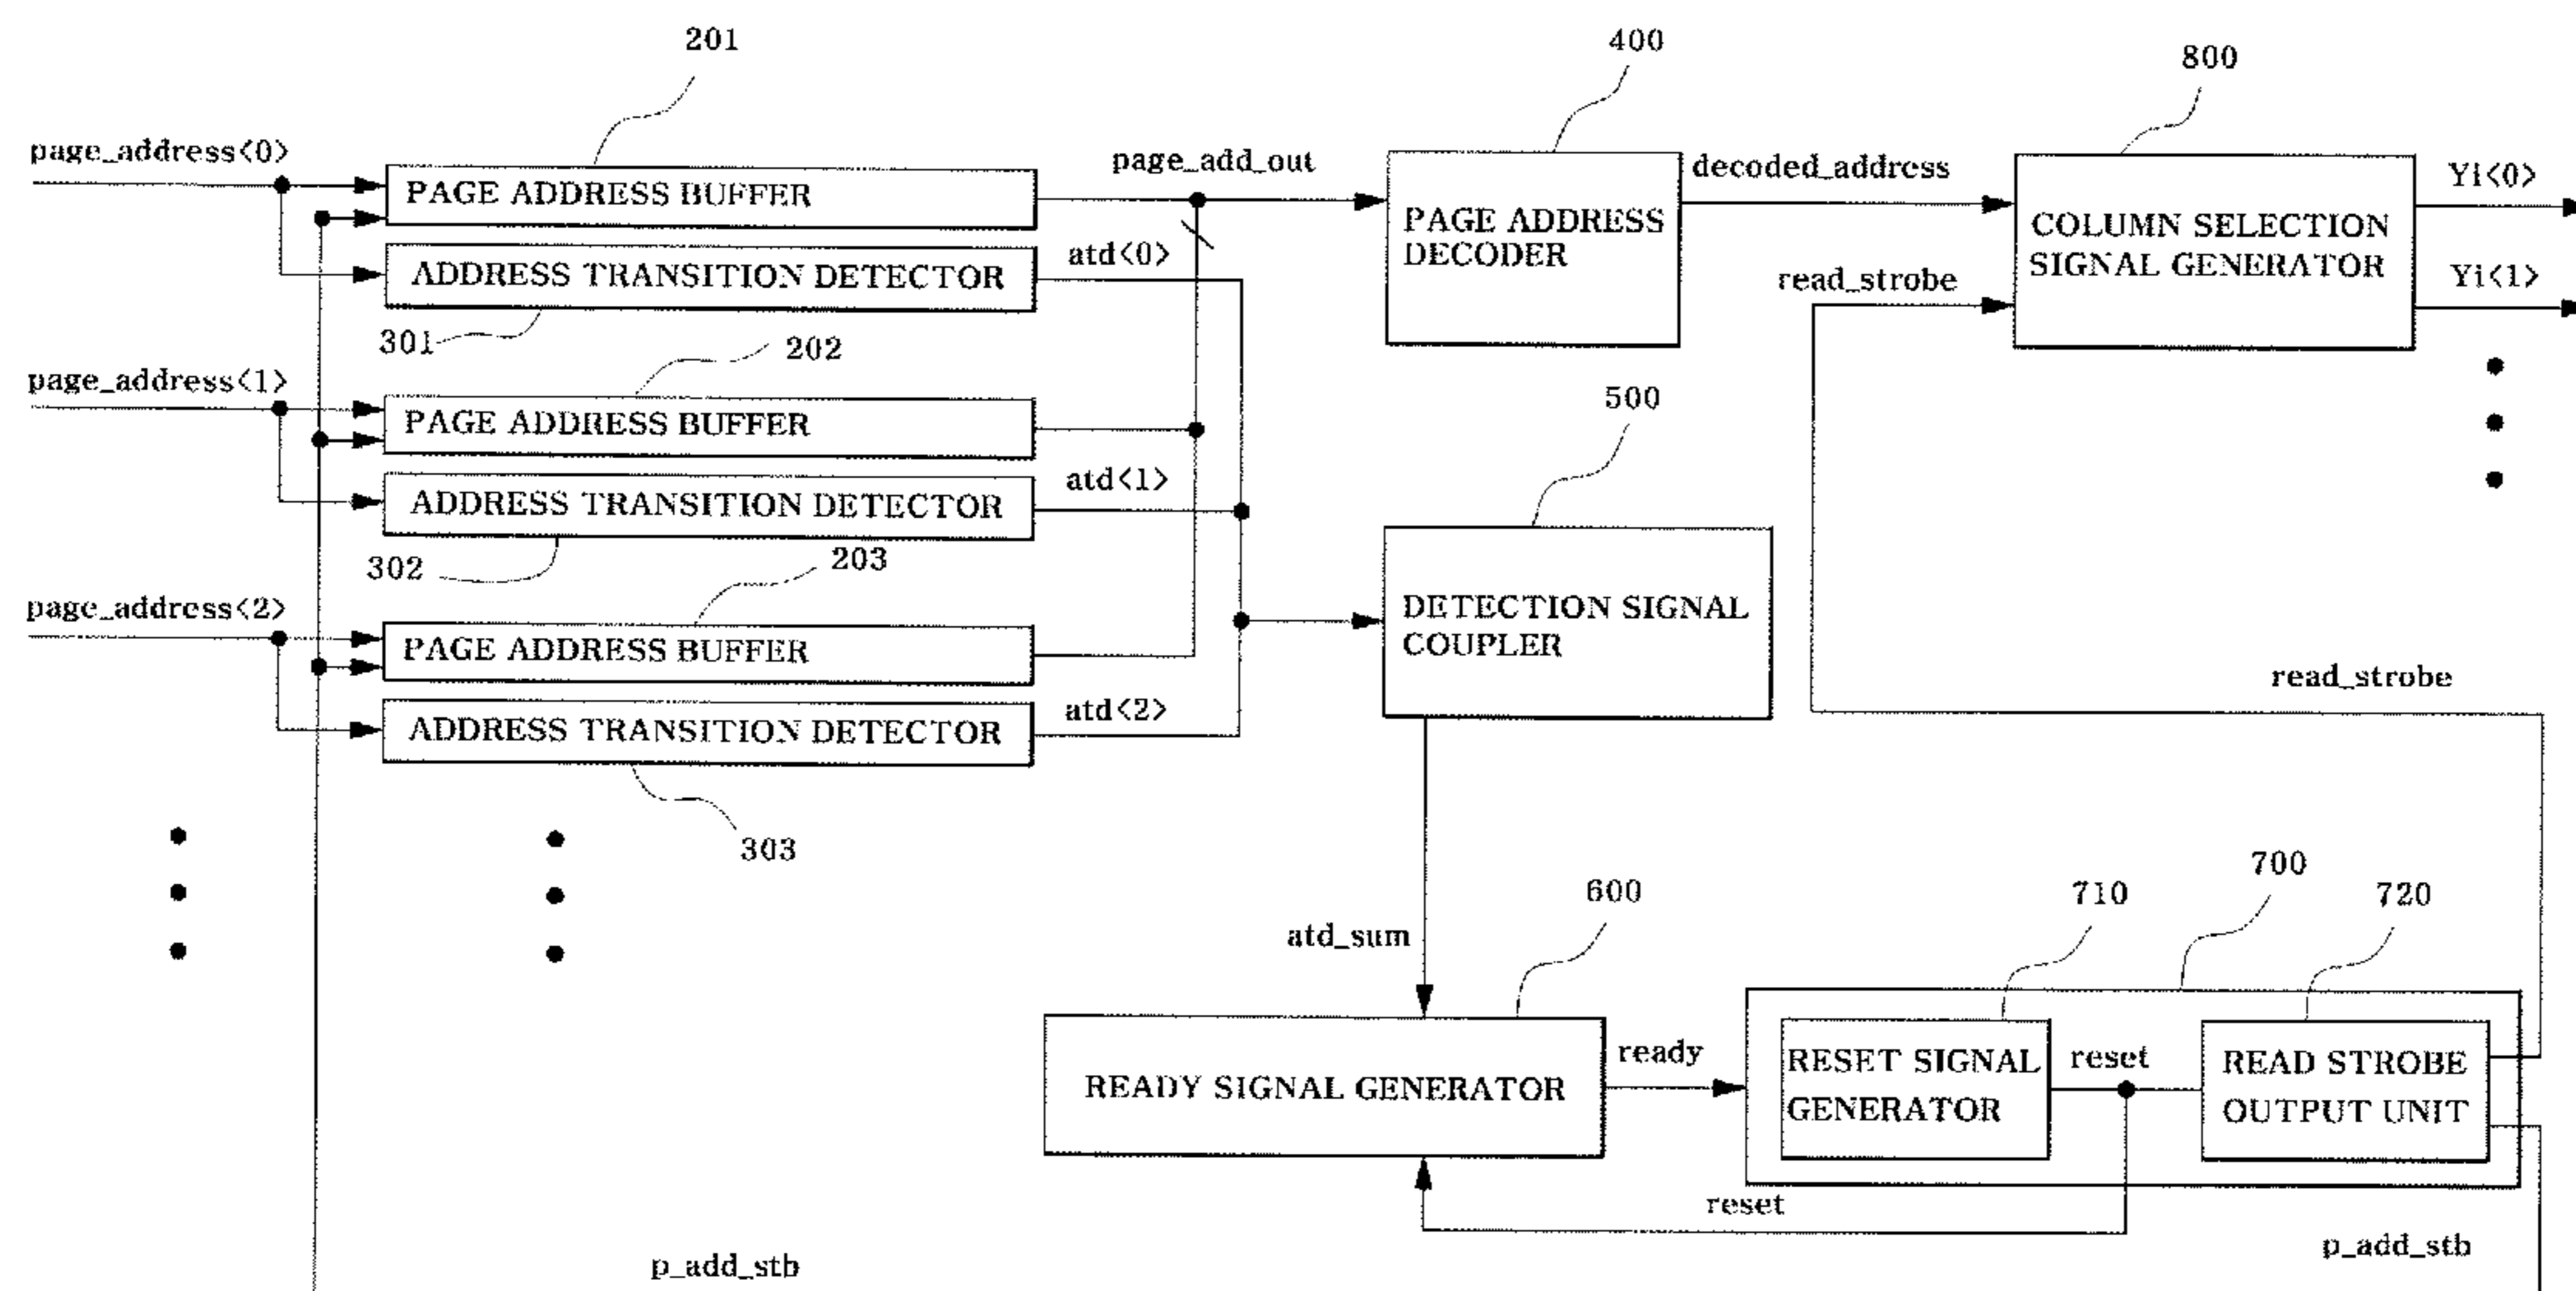 201
400
800
page_address<0>
PAGE ADDRESS BUFFER
page_add_out
PAGE ADDRESS
DECODER
decoded_address
COLUMN SELECTION
SIGNAL GENERATOR
Yi<0>
ADDRESS TRANSITION DETECTOR
atd<0>
read_strobe
Yi<1>
301
202
page_address<1>
PAGE ADDRESS BUFFER
500
ADDRESS TRANSITION DETECTOR
atd<1>
302
203
page_address<2>
PAGE ADDRESS BUFFER
DETECTION SIGNAL
COUPLER
ADDRESS TRANSITION DETECTOR
atd<2>
read_strobe
303
atd_sum
600
700
710
720
READY SIGNAL GENERATOR
ready
RESET SIGNAL
GENERATOR
reset
READ STROBE
OUTPUT UNIT
reset
p_add_stb
p_add_stb